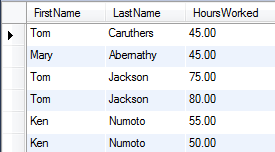 FirstName LastName HoursWorked
Tom Caruthers 45.00
Mary Abernathy 45.00
Tom Jackson 75.00
Tom Jackson 80.00
Ken Numoto 55.00
Ken Numoto 50.00